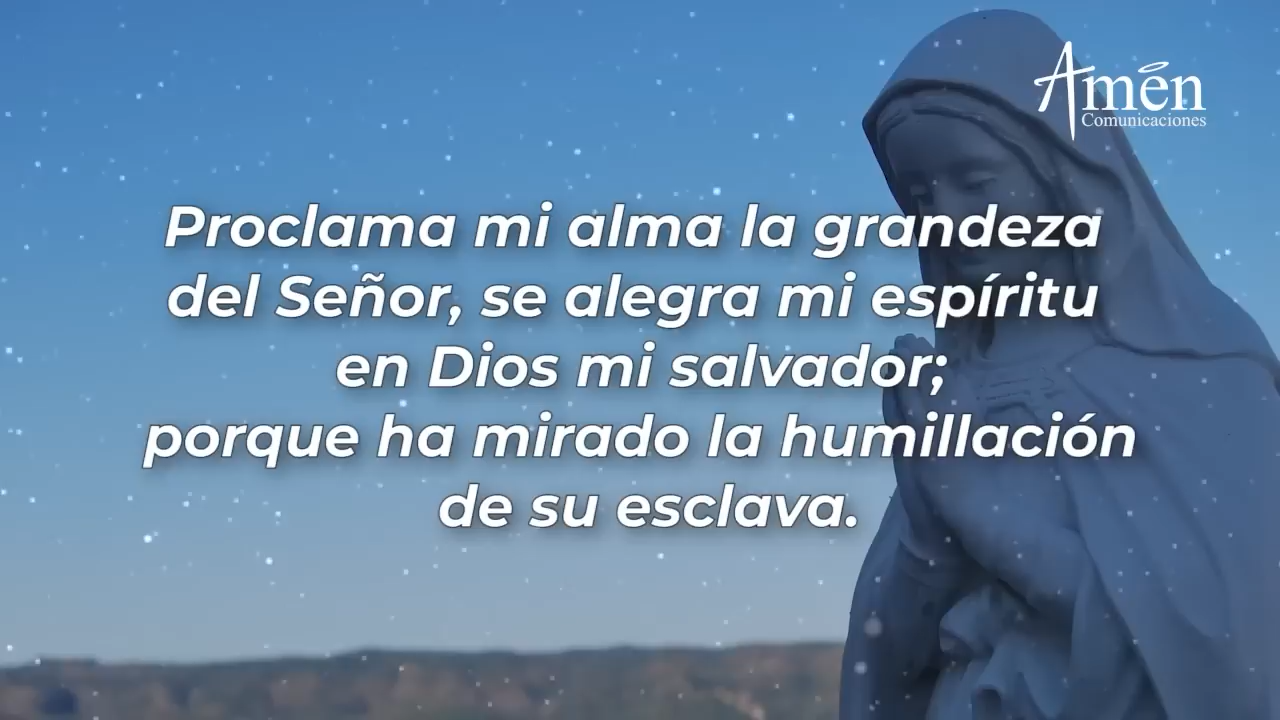 Amén
Comunicaciones
Proclama mi alma la grandeza
del Señor, se alegra mi espíritu
en Dios mi salvador;
porque ha mirado la humillación
de su esclava.